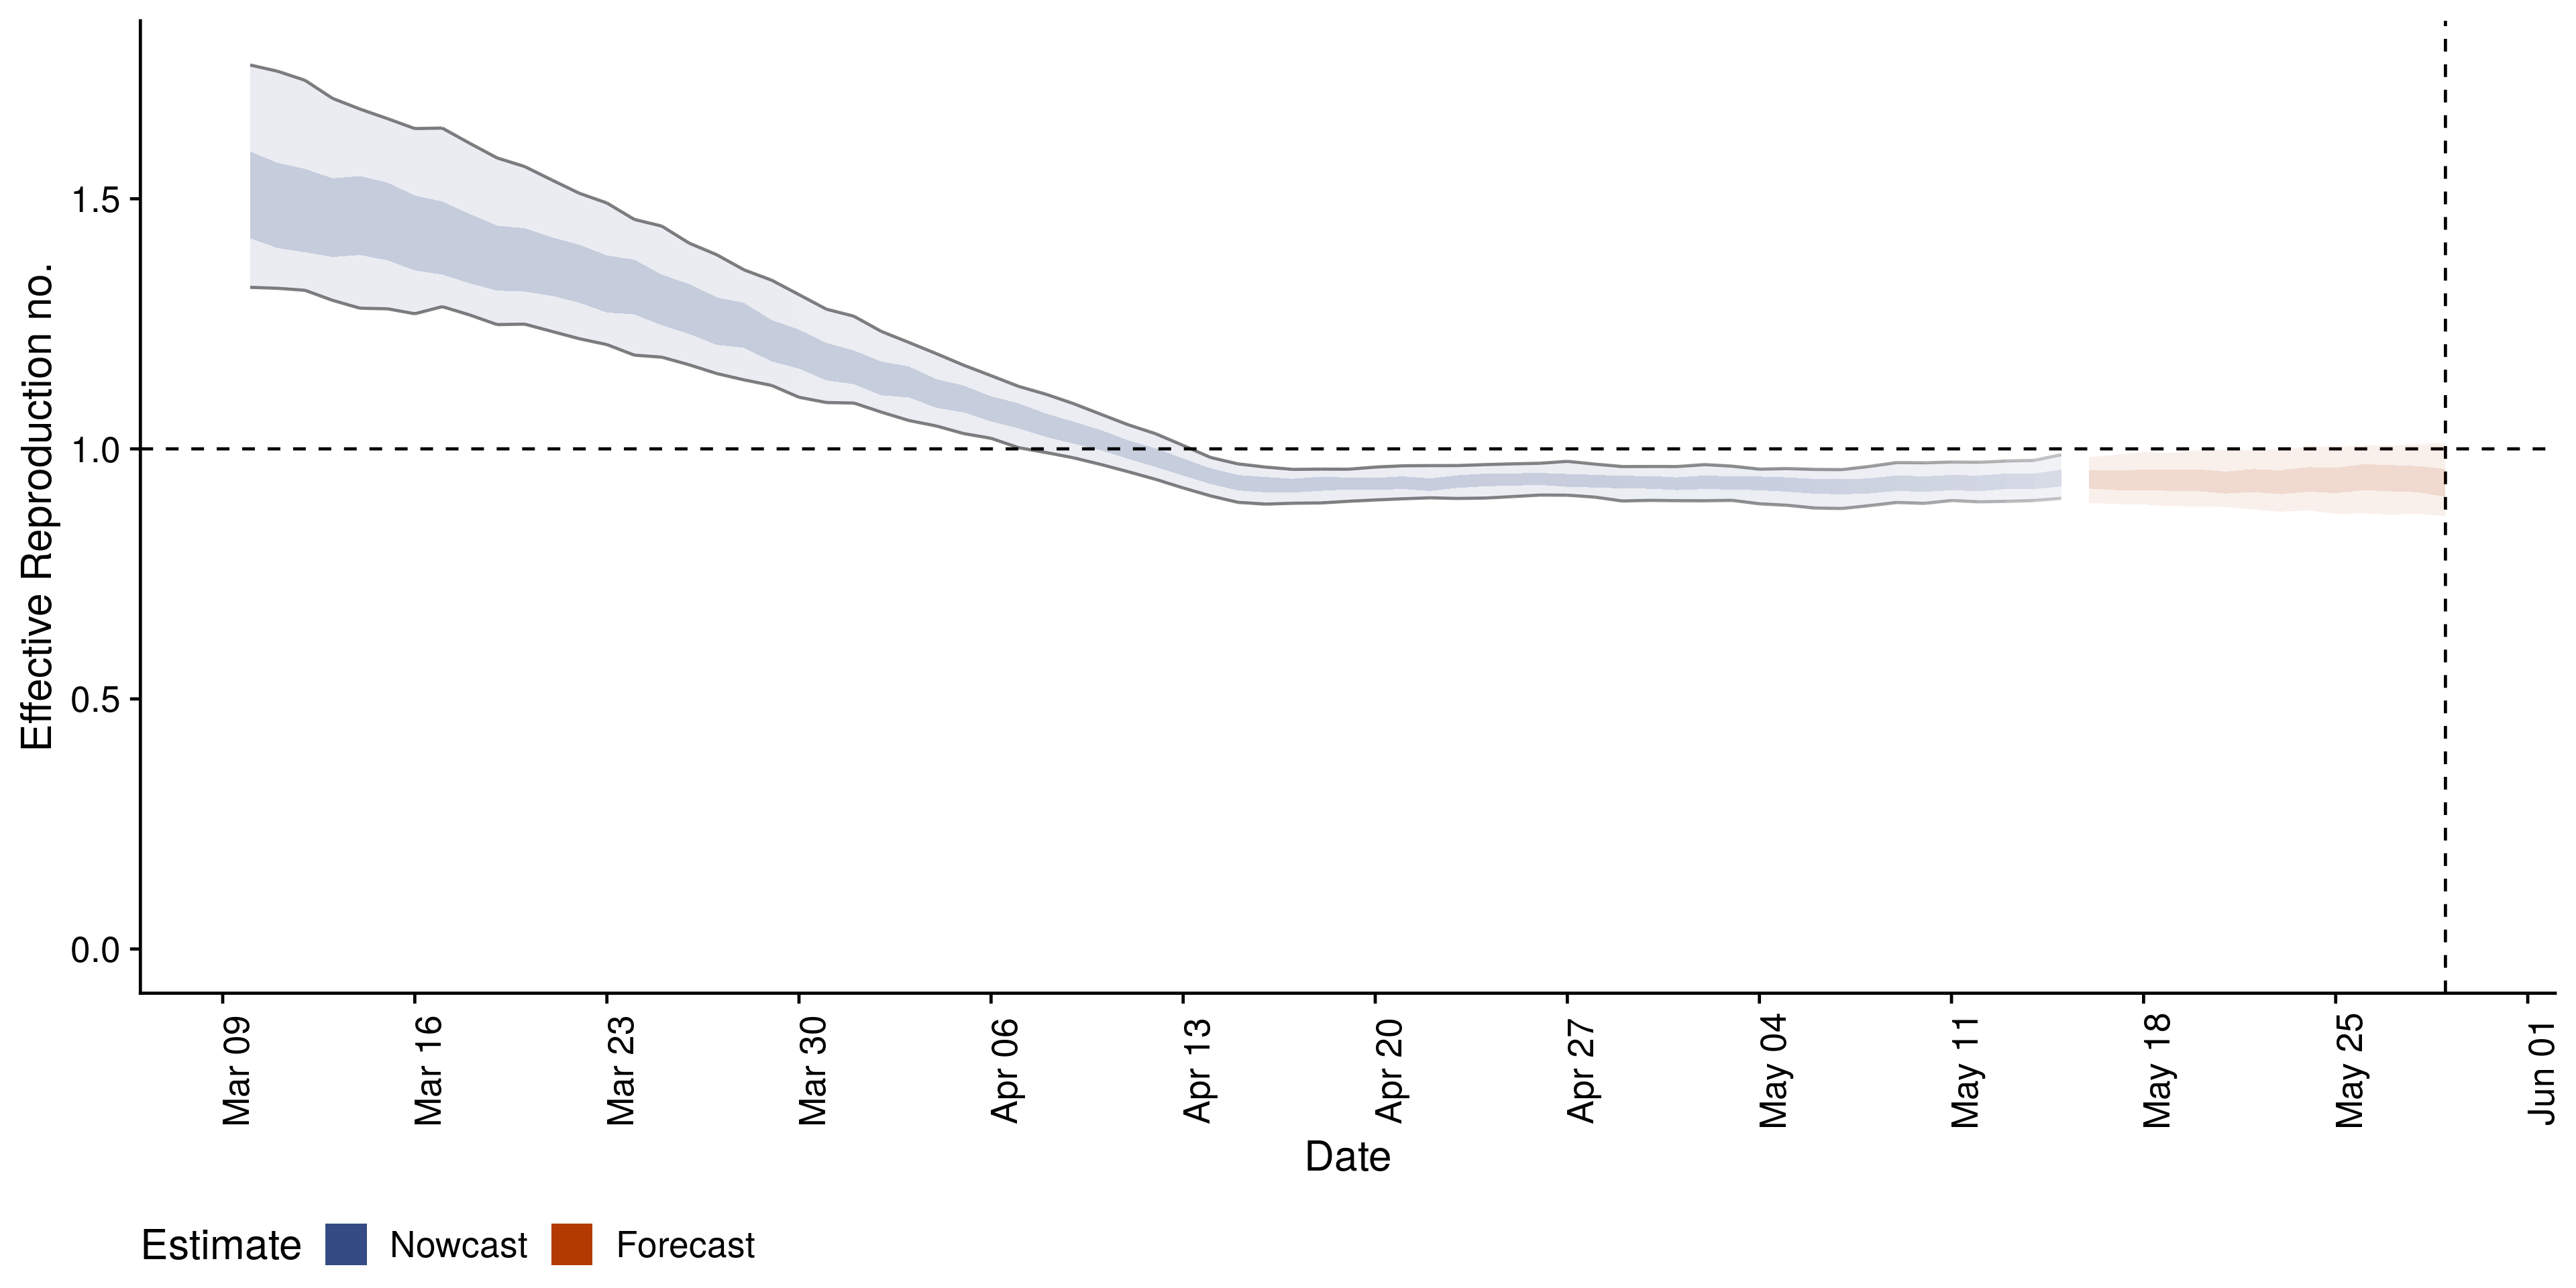 Effective Reproduction no.
1.5
1.0
0.5
0.0
Mar 09
Mar 16
Mar 23
Mar 30
Apr 06
Apr 13
Apr 20
Apr 27
May 04
May 11
May 18
May 25
Jun 01
Date
Estimate Nowcast Forecast